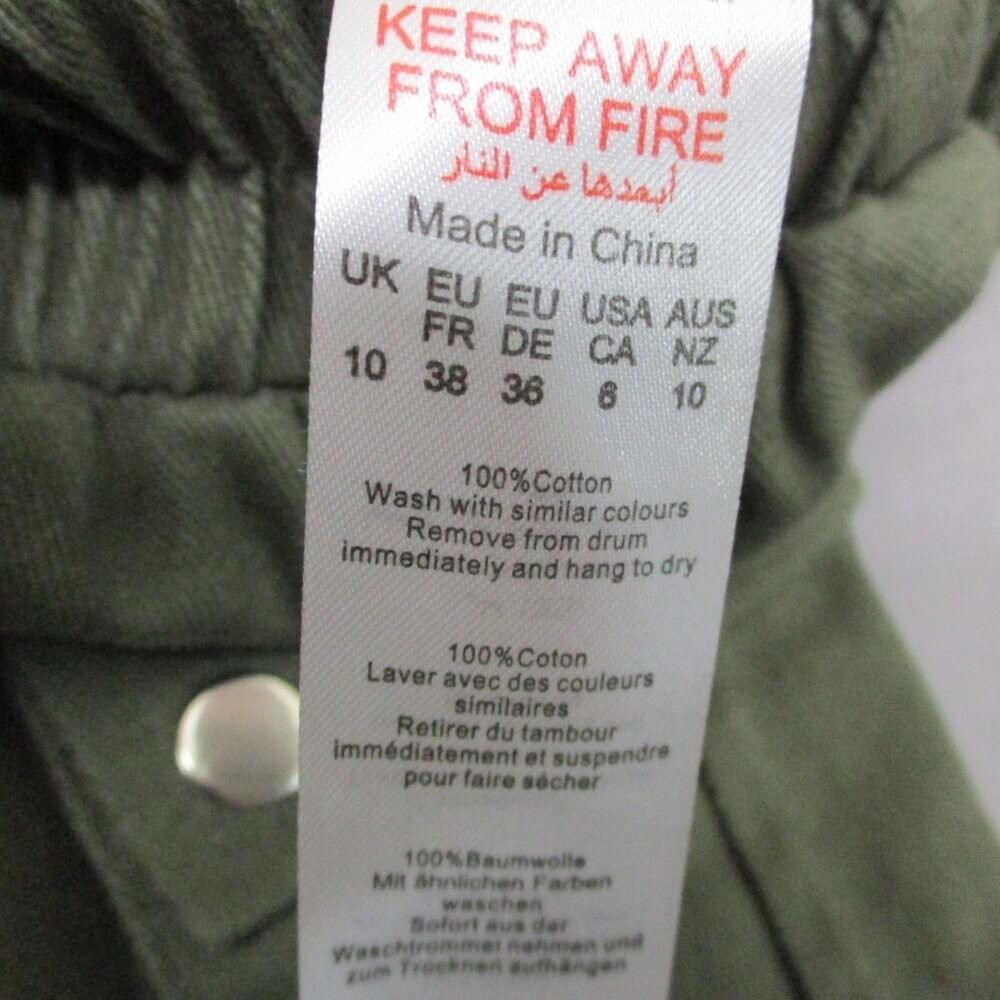 KEEP AWAY
FROM FIRE
أبعدها عن النار
Made in China
UK EU EU USA AUS
FR DE CA NZ
10 38 36 6 10
100%Cotton
Wash with similar colours
Remove from drum
immediately and hang to dry
100%Coton
Laver avec des couleurs
similaires
Retirer du tambour
immédiatement et suspendre
pour faire sécher
100%Baumwolle
Mit ähnlichen Farben
waschen
Sofort aus der
Waschtrommel nehmen und
zum Trocknen aufhängen